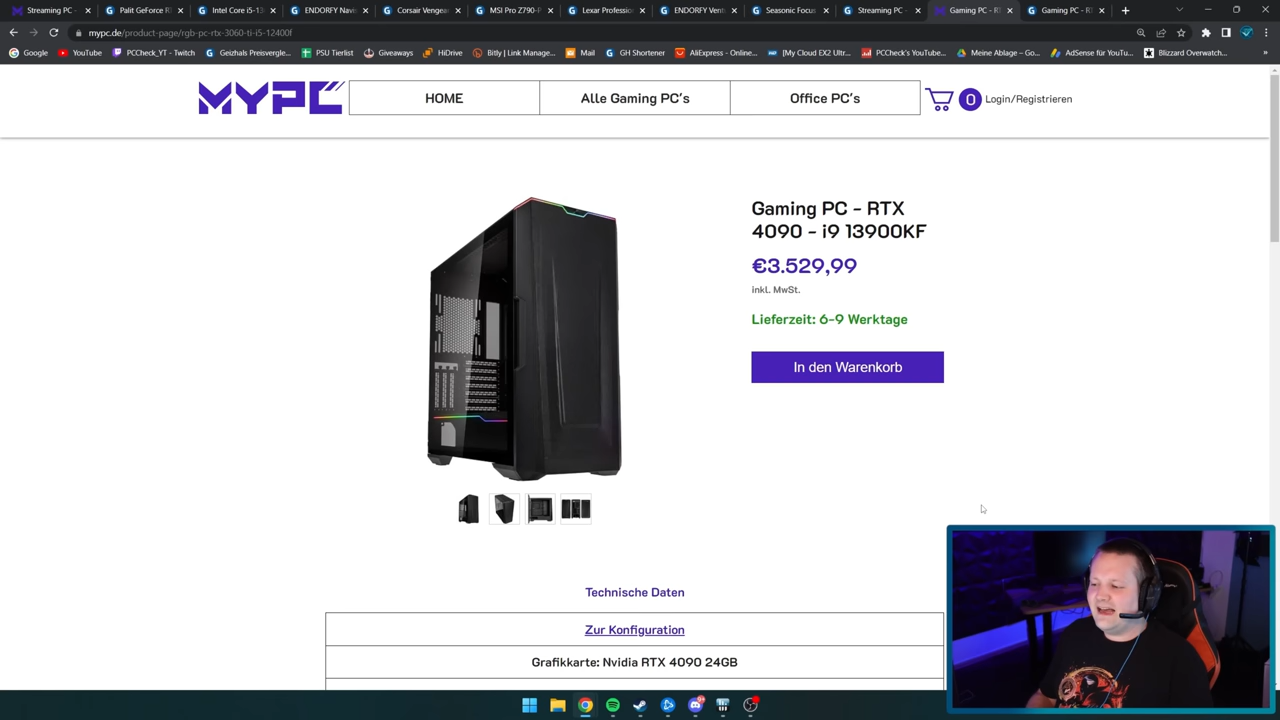 Streaming PC -
Palit GeForce RT
Intel Core i5-13
ENDORFY Navi
Corsair Vengea
MSI Pro Z790-P
Lexar Professio
ENDORFY Vent
Seasonic Focus
Streaming PC -
Gaming PC - RT
Gaming PC - RT
mypc.de/product-page/rgb-pc-rtx-3060-ti-i5-12400f
Google
YouTube
PCCheck_YT - Twitch
Geizhals Preisvergle...
PSU Tierlist
Giveaways
HiDrive
Bitly | Link Manage...
Mail
GH Shortener
AliExpress - Online...
[My Cloud EX2 Ultr...
PCCheck's YouTube...
Meine Ablage – Go...
AdSense für YouTu...
Blizzard Overwatch...
MYPC
HOME
Alle Gaming PC's
Office PC's
0
Login/Registrieren
Gaming PC - RTX
4090 - i9 13900KF
€3.529,99
inkl. MwSt.
Lieferzeit: 6-9 Werktage
In den Warenkorb
Technische Daten
Zur Konfiguration
Grafikkarte: Nvidia RTX 4090 24GB